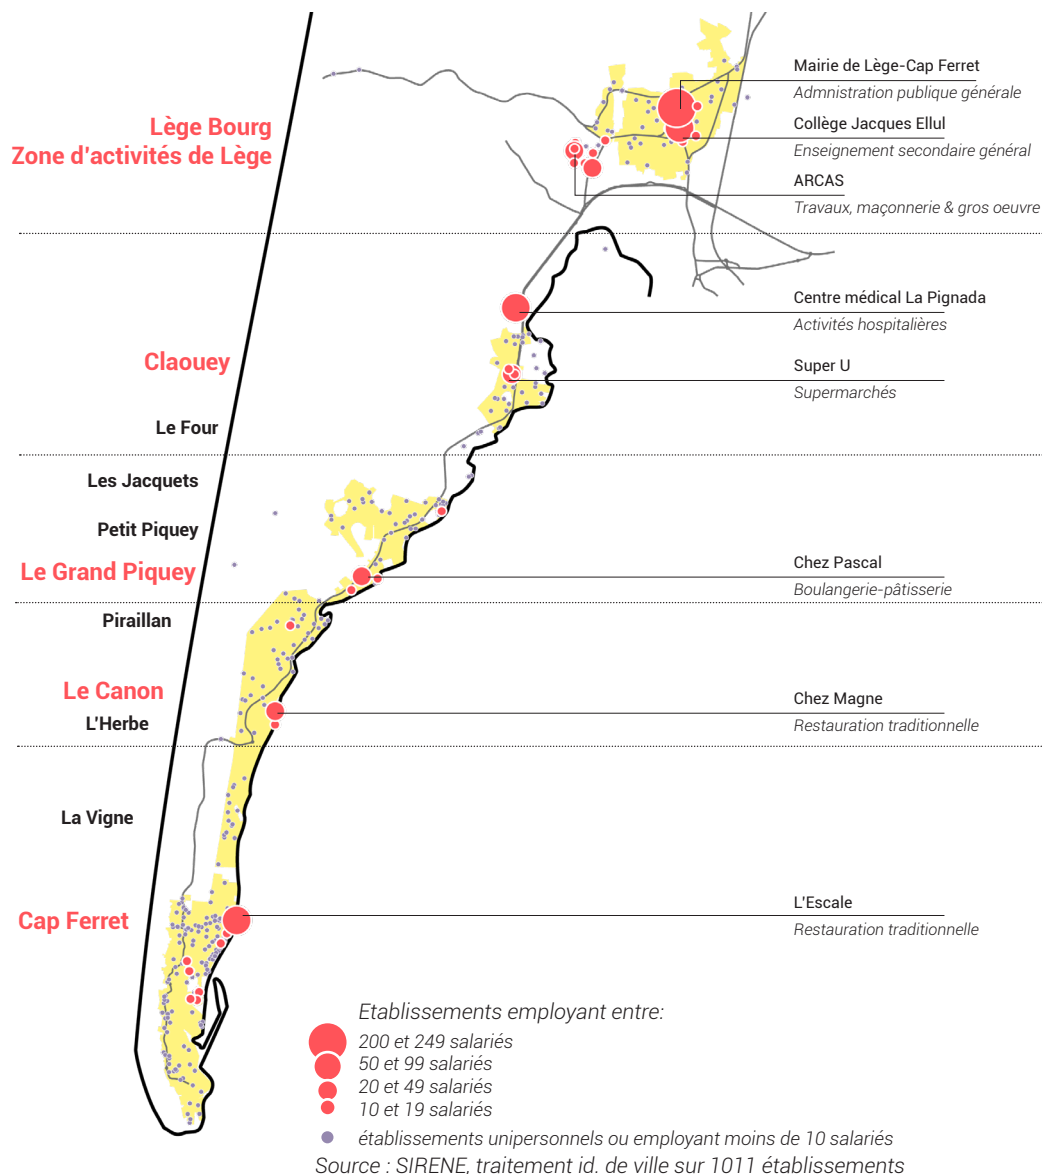 Mairie de Lège-Cap Ferret
Admnistration publique générale
Collège Jacques Ellul
Enseignement secondaire général
ARCAS
Travaux, maçonnerie & gros oeuvre
Lège Bourg
Zone d'activités de Lège
Centre médical La Pignada
Activités hospitalières
Claouey
Super U
Supermarchés
Le Four
Les Jacquets
Petit Piquey
Le Grand Piquey
Chez Pascal
Boulangerie-pâtisserie
Piraillan
Le Canon
L'Herbe
Chez Magne
Restauration traditionnelle
La Vigne
Cap Ferret
L'Escale
Restauration traditionnelle
Etablissements employant entre:
200 et 249 salariés
50 et 99 salariés
20 et 49 salariés
10 et 19 salariés
établissements unipersonnels ou employant moins de 10 salariés
Source : SIRENE, traitement id. de ville sur 1011 établissements